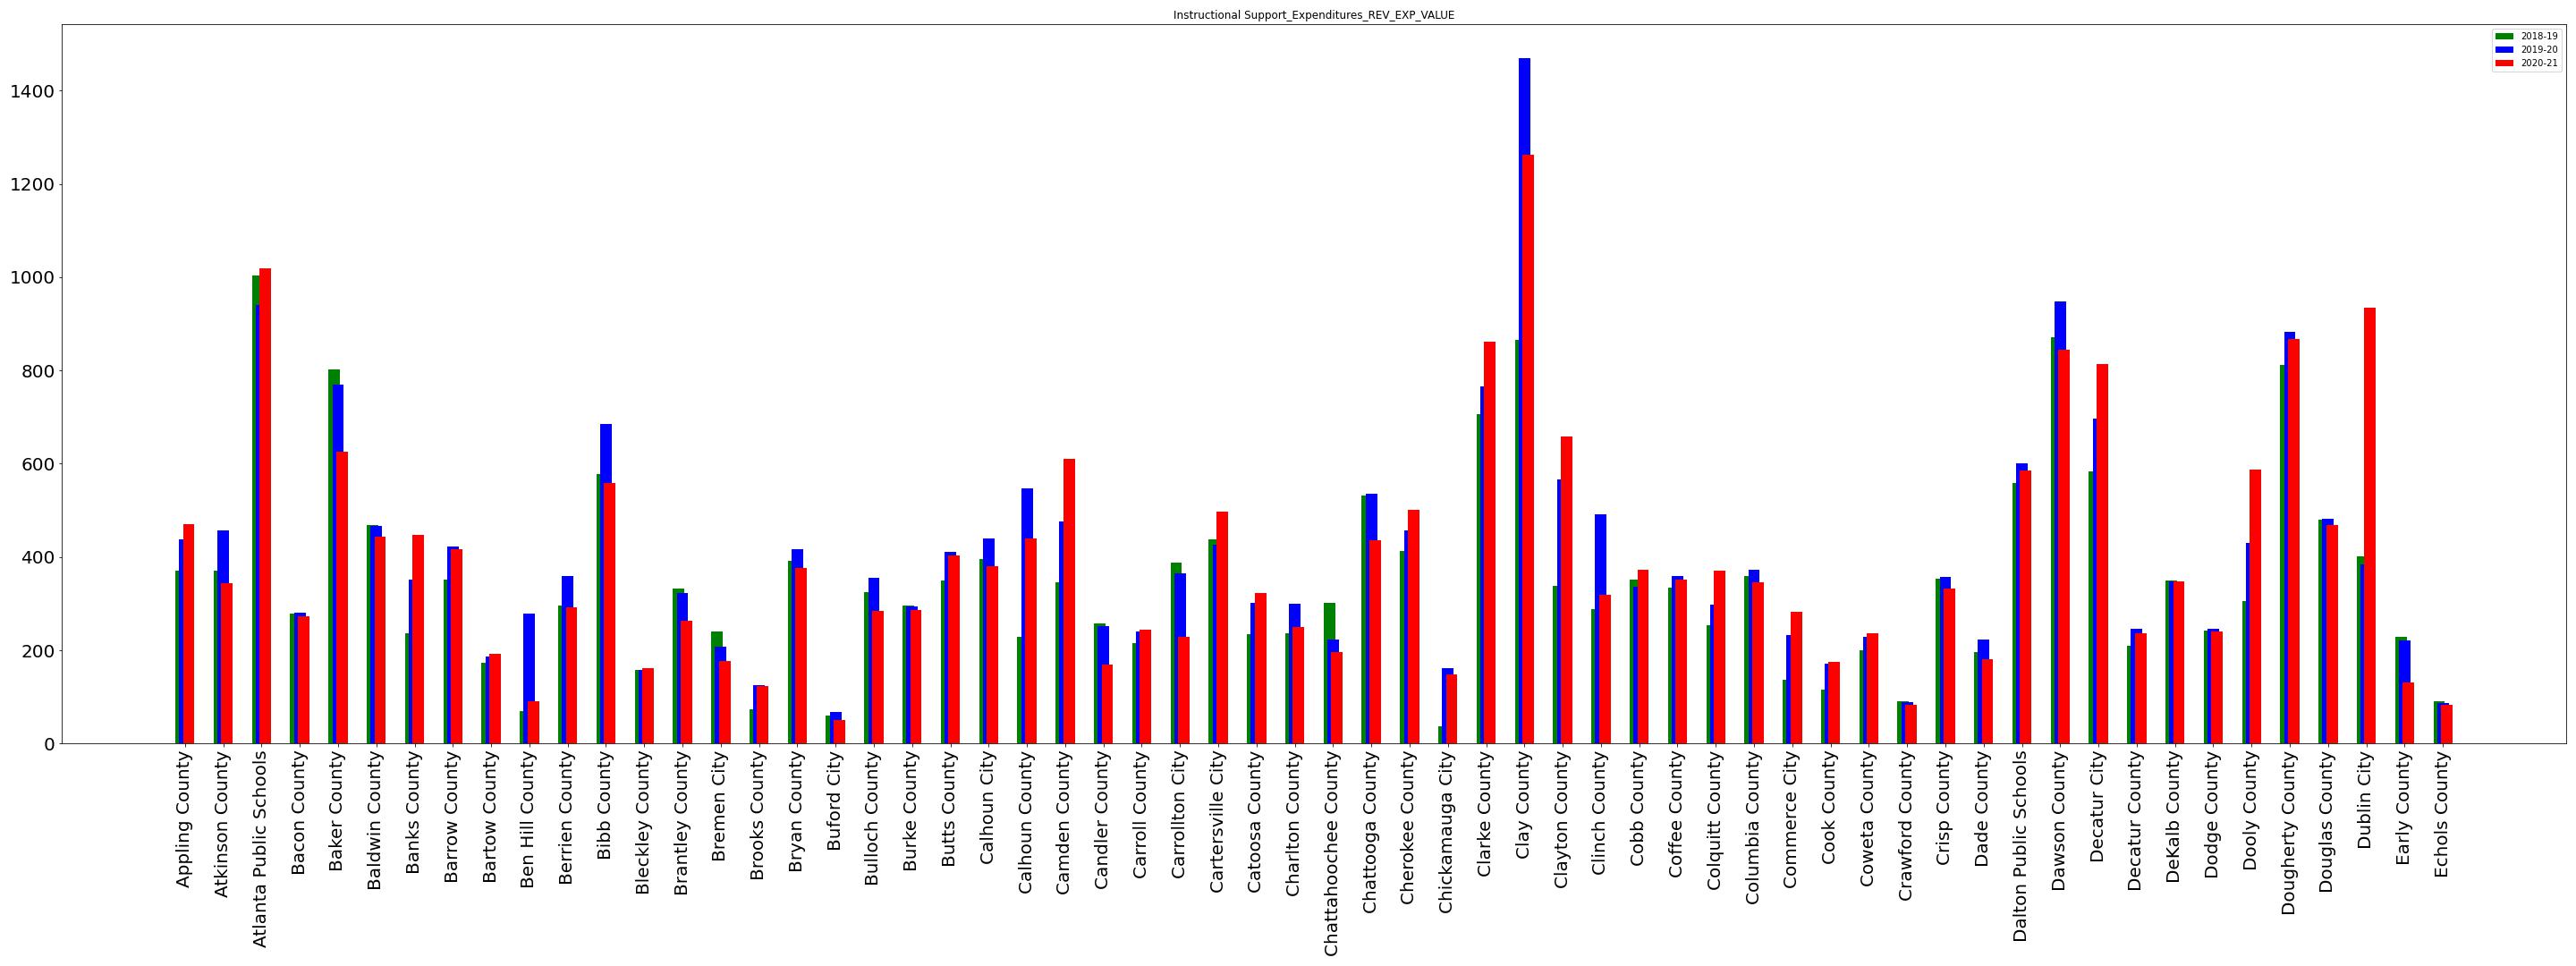 Instructional Support_Expenditures_REV_EXP_VALUE
2018-19
2019-20
2020-21
1400
1200
1000
800
600
400
200
0
Appling County
Atkinson County
Atlanta Public Schools
Bacon County
Baker County
Baldwin County
Banks County
Barrow County
Bartow County
Ben Hill County
Berrien County
Bibb County
Bleckley County
Brantley County
Bremen City
Brooks County
Bryan County
Buford City
Bulloch County
Burke County
Butts County
Calhoun City
Calhoun County
Camden County
Candler County
Carroll County
Carrollton City
Cartersville City
Catoosa County
Charlton County
Chattahoochee County
Chattooga County
Cherokee County
Chickamauga City
Clarke County
Clay County
Clayton County
Clinch County
Cobb County
Coffee County
Colquitt County
Columbia County
Commerce City
Cook County
Coweta County
Crawford County
Crisp County
Dade County
Dalton Public Schools
Dawson County
Decatur City
Decatur County
DeKalb County
Dodge County
Dooly County
Dougherty County
Douglas County
Dublin City
Early County
Echols County